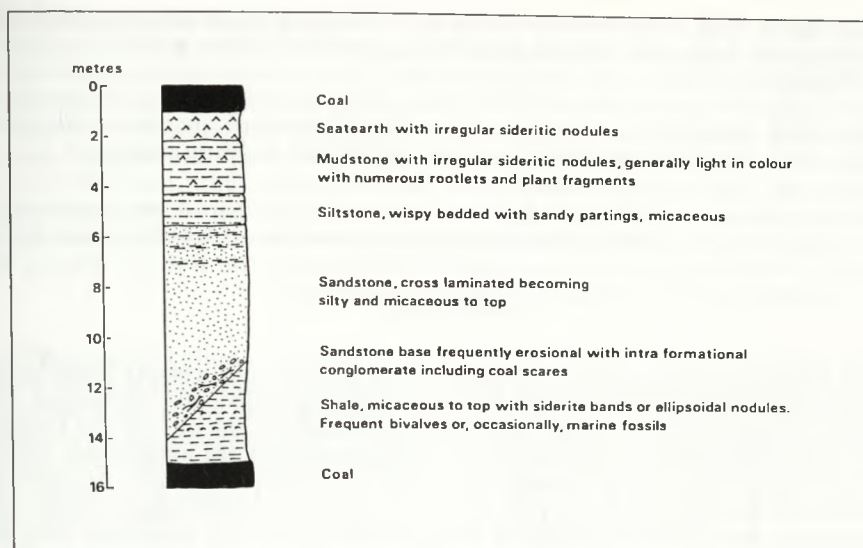 metres
0
Coal
Seatearth with irregular sideritic nodules
2
Mudstone with irregular sideritic nodules, generally light in colour
with numerous rootlets and plant fragments
4
Siltstone, wispy bedded with sandy partings, micaceous
6
8
Sandstone, cross laminated becoming
silty and micaceous to top
10
Sandstone base frequently erosional with intra formational
conglomerate including coal scares
12
Shale, micaceous to top with siderite bands or ellipsoidal nodules.
Frequent bivalves or, occasionally, marine fossils
14
Coal
16